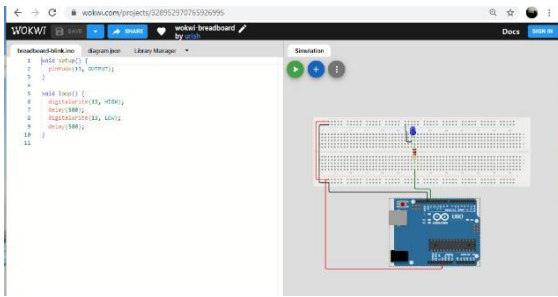 wokwi.com/projects/328952970765926995
WOKWI SAVE SHARE wokwi-breadboard Docs SIGN IN
by urish
breadboard-blink.ino diagram.json Library Manager Simulation
1 void setup() {
2 pinMode(13, OUTPUT);
3 }
4
5 void loop() {
6 digitalWrite(13, HIGH);
7 delay(500);
8 digitalWrite(13, LOW);
9 delay(500);
10 }
11
UNO